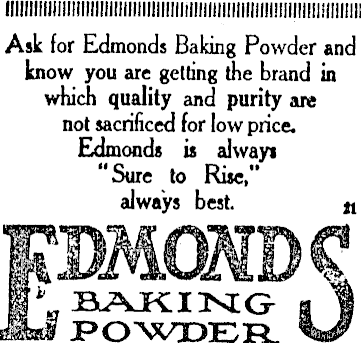 Ask for Edmonds Baking Powder and
know you are getting the brand in
which quality and purity are
not sacrificed for low price.
Edmonds is always
"Sure to Rise,"
always best.
21
EDMONDS
BAKING
POWDER